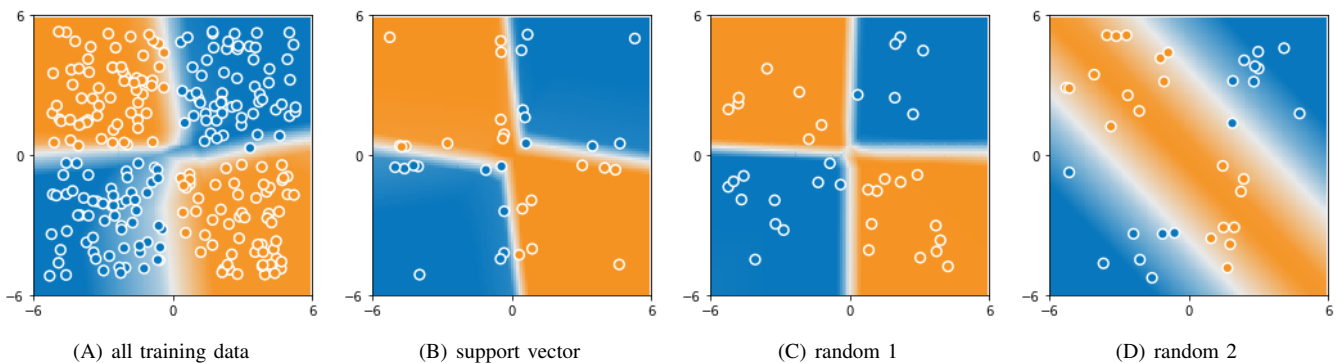 6 6 6 6
0 0 0 0
−6 −6 −6 −6
−6 0 6 −6 0 6 −6 0 6 −6 0 6
(A) all training data (B) support vector (C) random 1 (D) random 2